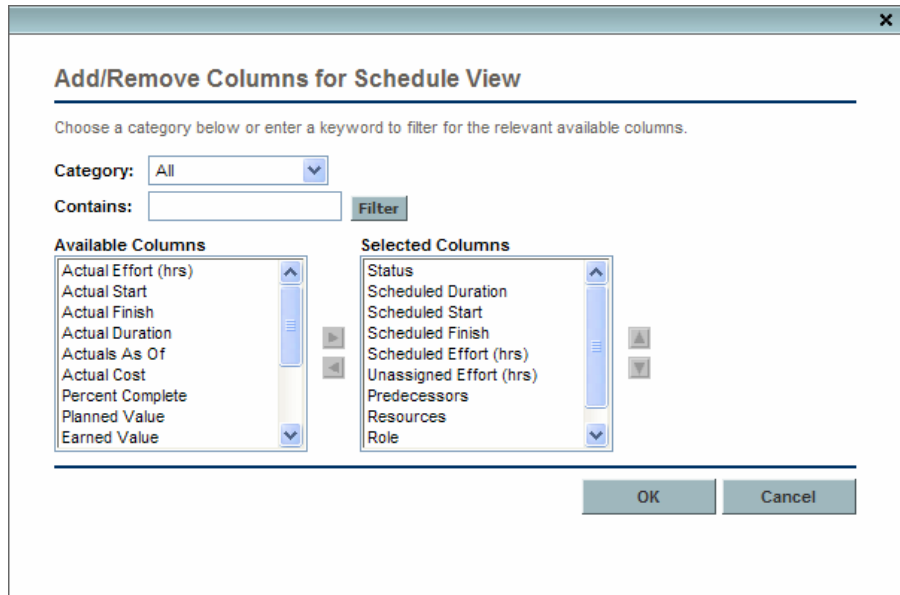 Add/Remove Columns for Schedule View
Choose a category below or enter a keyword to filter for the relevant available columns.
Category: All
Contains: Filter
Available Columns
Actual Effort (hrs)
Actual Start
Actual Finish
Actual Duration
Actuals As Of
Actual Cost
Percent Complete
Planned Value
Earned Value
Selected Columns
Status
Scheduled Duration
Scheduled Start
Scheduled Finish
Scheduled Effort (hrs)
Unassigned Effort (hrs)
Predecessors
Resources
Role
OK Cancel